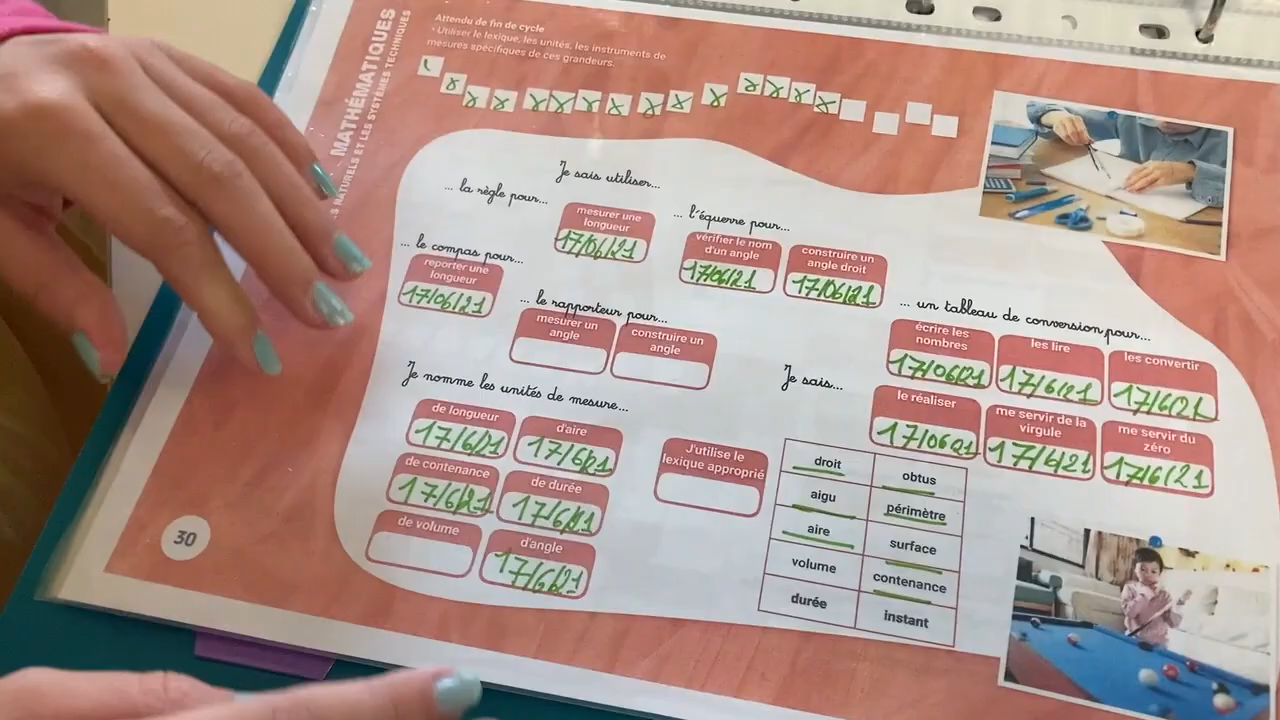 MATHÉMATIQUES
S NATURELS ET LES SYSTÈMES TECHNIQUES
Attendu de fin de cycle
• Utiliser le lexique, les unités, les instruments de
mesures spécifiques de ces grandeurs.
Je sais utiliser...
... la règle pour...
mesurer une
longueur
17/06/21
... l'équerre pour...
vérifier le nom
d'un angle
17/06/21
construire un
angle droit
17/06/21
... le compas pour...
reporter une
longueur
17/06/21
... le rapporteur pour...
mesurer un
angle
construire un
angle
... un tableau de conversion pour...
écrire les
nombres
17/06/21
les lire
17/6/21
les convertir
17/6/21
Je sais...
le réaliser
17/06/21
me servir de la
virgule
17/4/21
me servir du
zéro
17/6/21
Je nomme les unités de mesure...
de longueur
17/6/21
d'aire
17/6/21
de contenance
17/6/21
de durée
17/6/21
de volume
d'angle
17/6/21
J'utilise le
lexique approprié
droit obtus
aigu périmètre
aire surface
volume contenance
durée instant
30